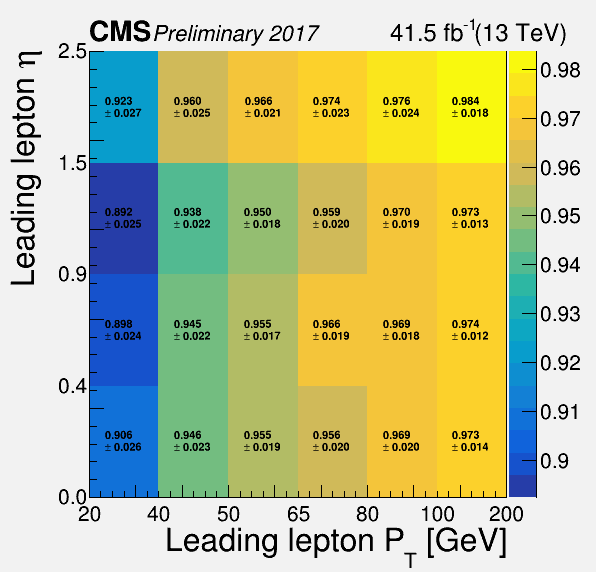 CMS Preliminary 2017 41.5 fb⁻¹(13 TeV)
Leading lepton η
2.5
1.5
0.9
0.4
0.0
0.923 0.960 0.966 0.974 0.976 0.984
± 0.027 ± 0.025 ± 0.021 ± 0.023 ± 0.024 ± 0.018
0.892 0.938 0.950 0.959 0.970 0.973
± 0.025 ± 0.022 ± 0.018 ± 0.020 ± 0.019 ± 0.013
0.898 0.945 0.955 0.966 0.969 0.974
± 0.024 ± 0.022 ± 0.017 ± 0.019 ± 0.018 ± 0.012
0.906 0.946 0.955 0.956 0.969 0.973
± 0.026 ± 0.023 ± 0.019 ± 0.020 ± 0.020 ± 0.014
0.98
0.97
0.96
0.95
0.94
0.93
0.92
0.91
0.9
20 40 50 65 80 100 200
Leading lepton P_T [GeV]